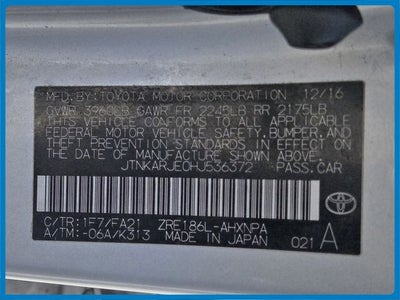 MFD. BY: TOYOTA MOTOR CORPORATION 12/16
GVWR 3960LB GAWR FR 2245LB RR 2175LB
THIS VEHICLE CONFORMS TO ALL APPLICABLE
FEDERAL MOTOR VEHICLE SAFETY, BUMPER, AND
THEFT PREVENTION STANDARDS IN EFFECT ON
THE DATE OF MANUFACTURE SHOWN ABOVE.
JTNKARJE0HJ536372 PASS.CAR
C/TR:1F7/FA21 ZRE186L-AHXNPA
A/TM:-06A/K313 MADE IN JAPAN 021 A